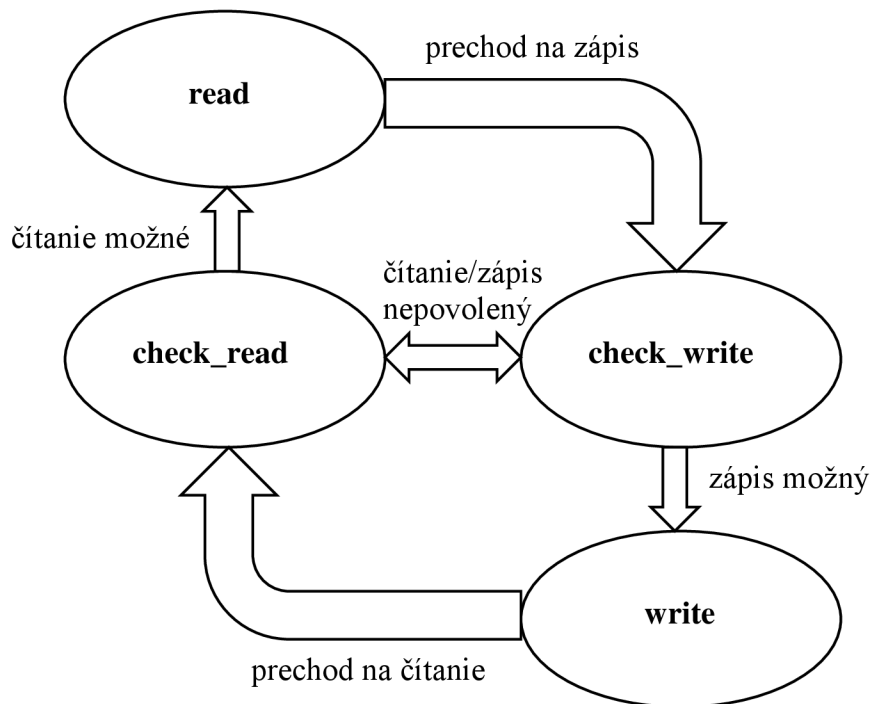 prechod na zápis
read
čítanie možné
čítanie/zápis
nepovolený
check_read
check_write
zápis možný
write
prechod na čítanie